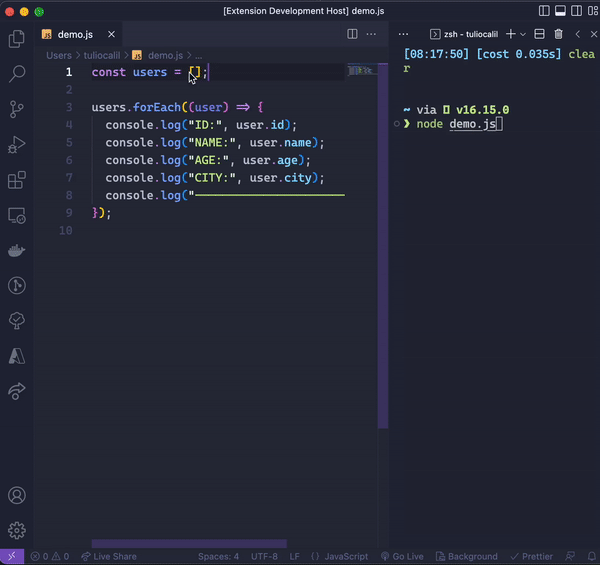 [Extension Development Host] demo.js
JS demo.js ×
zsh - tuliocalil
Users > tuliocalil > JS demo.js > ...
1 const users = [];
2
3 users.forEach((user) => {
4 console.log("ID:", user.id);
5 console.log("NAME:", user.name);
6 console.log("AGE:", user.age);
7 console.log("CITY:", user.city);
8 console.log("——————————————————————
9 });
10
[08:17:50] [cost 0.035s] clea
r
~ via v16.15.0
❯ node demo.js
0 0 Live Share Spaces: 4 UTF-8 LF {} JavaScript Go Live Background ✓ Prettier